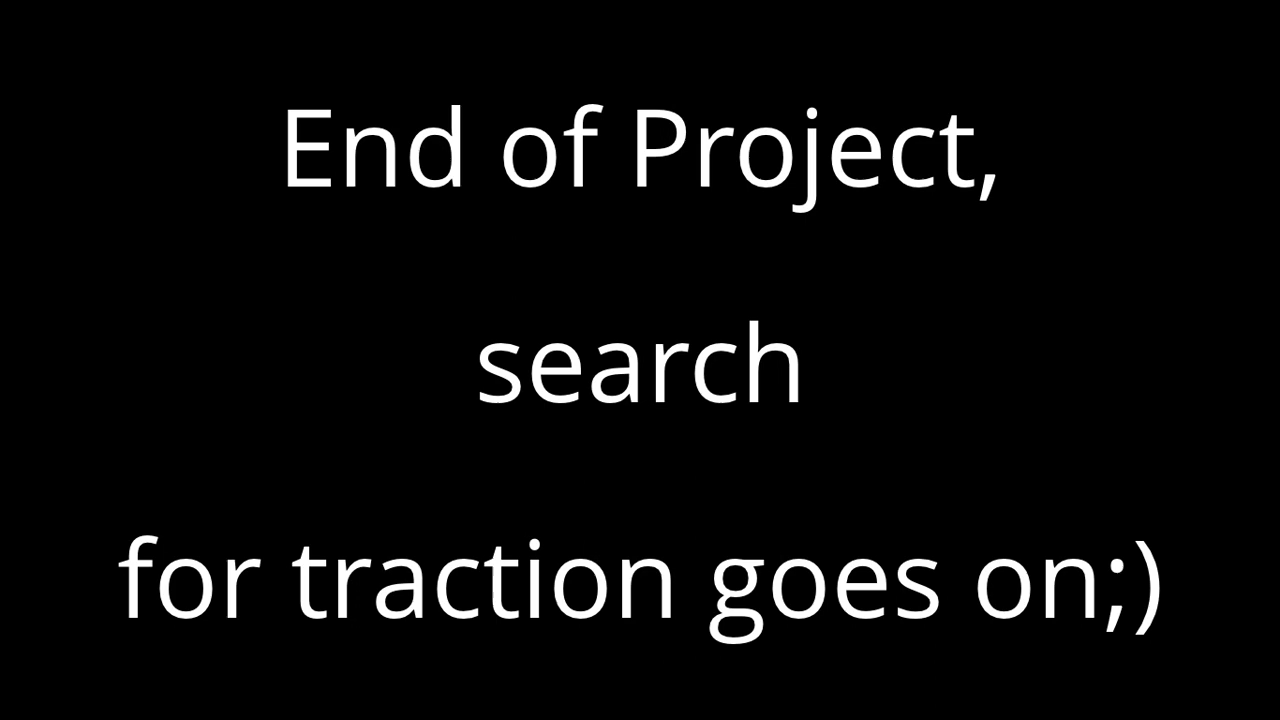 End of Project,
search
for traction goes on;)